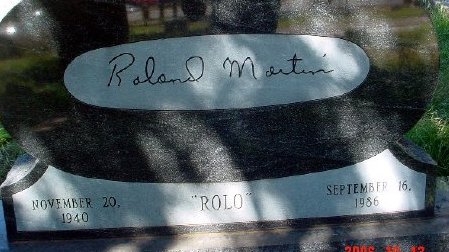 Roland Martin
NOVEMBER 20, 1940
"ROLO"
SEPTEMBER 16, 1986